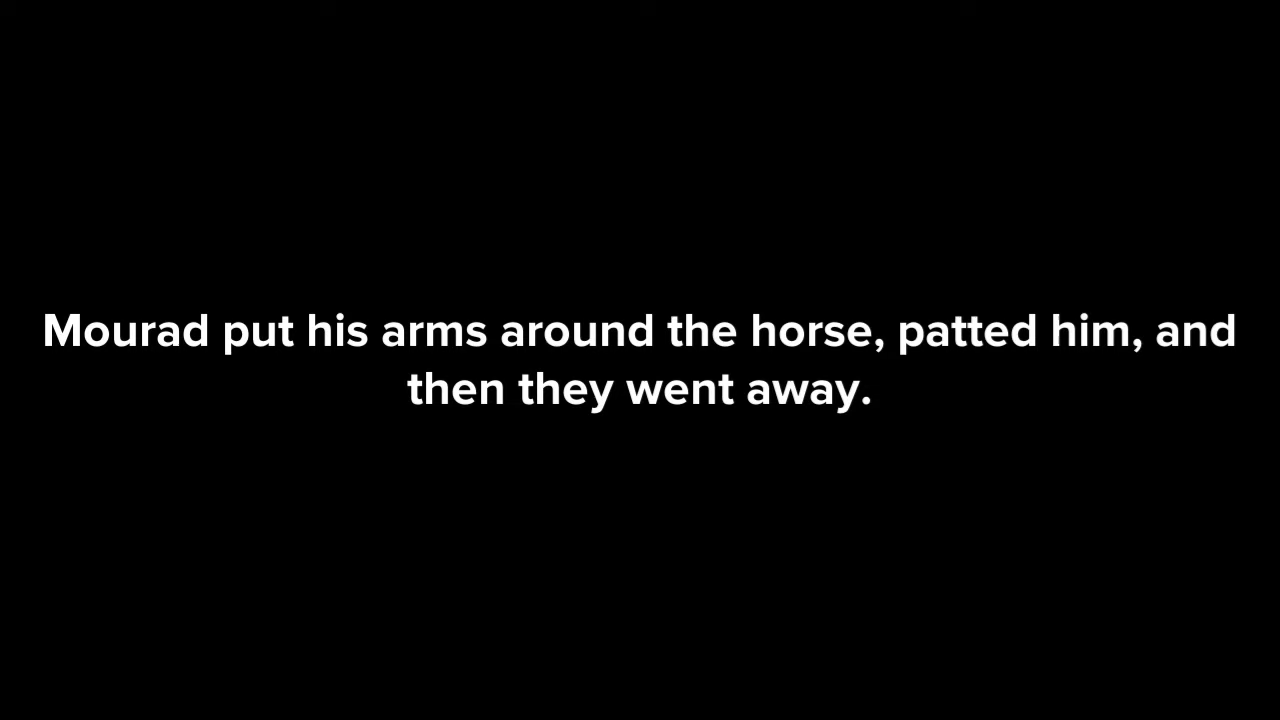 Mourad put his arms around the horse, patted him, and
then they went away.